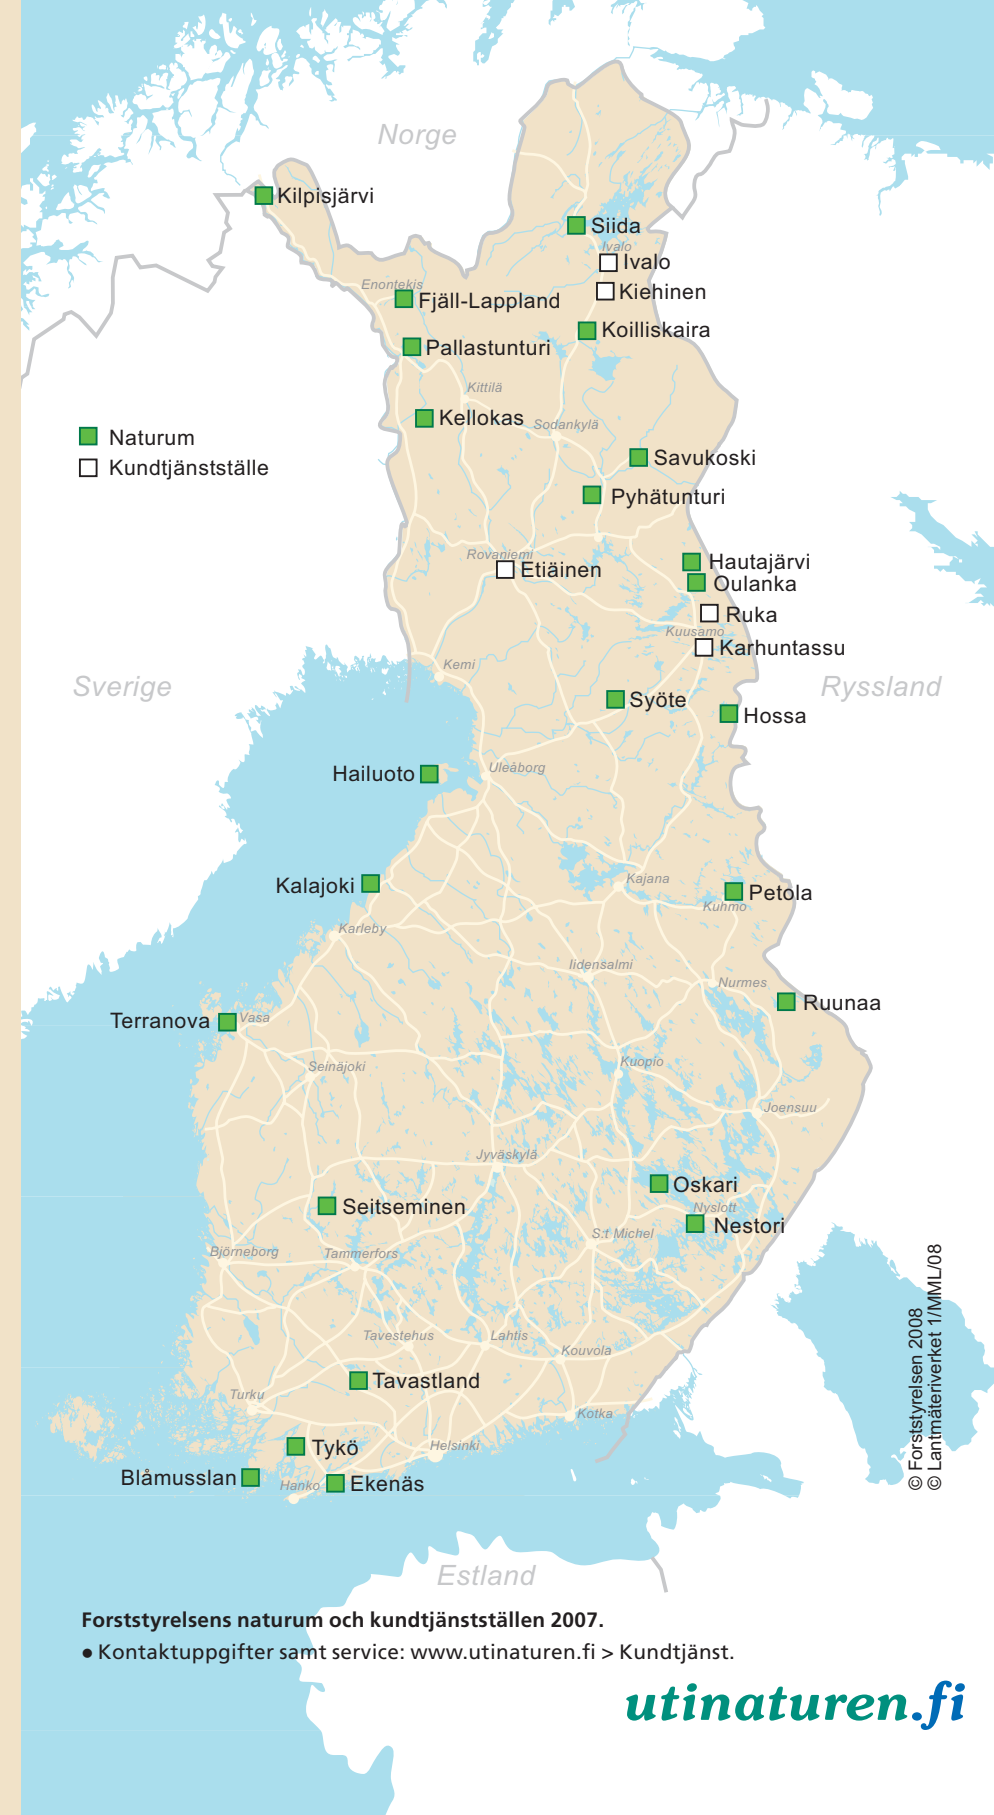 Norge
Kilpisjärvi
Siida
Ivalo
Ivalo
Kiehinen
Enontekis
Fjäll-Lappland
Koilliskaira
Pallastunturi
Kittilä
Kellokas
Sodankylä
Naturum
Kundtjänstställe
Savukoski
Pyhätunturi
Rovaniemi
Etiäinen
Hautajärvi
Oulanka
Ruka
Kuusamo
Karhuntassu
Kemi
Sverige
Ryssland
Syöte
Hossa
Hailuoto
Uleåborg
Kalajoki
Kajana
Petola
Kuhmo
Karleby
Iidensalmi
Nurmes
Ruunaa
Terranova
Vasa
Seinäjoki
Kuopio
Joensuu
Jyväskylä
Oskari
Seitseminen
Nyslott
Nestori
S:t Michel
Björneborg
Tammerfors
Tavestehus
Lahtis
Kouvola
Tavastland
Turku
Kotka
Tykö
Helsinki
Blåmusslan
Hanko
Ekenäs
© Forststyrelsen 2008
© Lantmäteriverket 1/MML/08
Estland
Forststyrelsens naturum och kundtjänstställen 2007.
● Kontaktuppgifter samt service: www.utinaturen.fi > Kundtjänst.
utinaturen.fi